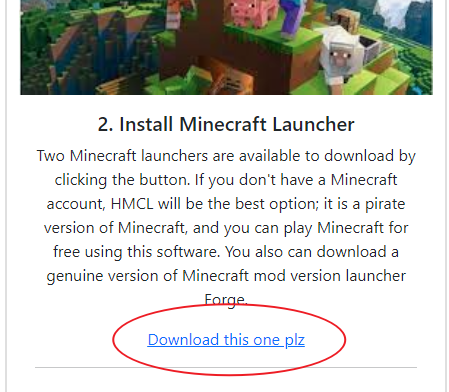 2. Install Minecraft Launcher
Two Minecraft launchers are available to download by
clicking the button. If you don't have a Minecraft
account, HMCL will be the best option; it is a pirate
version of Minecraft, and you can play Minecraft for
free using this software. You also can download a
genuine version of Minecraft mod version launcher
Forge.
Download this one plz